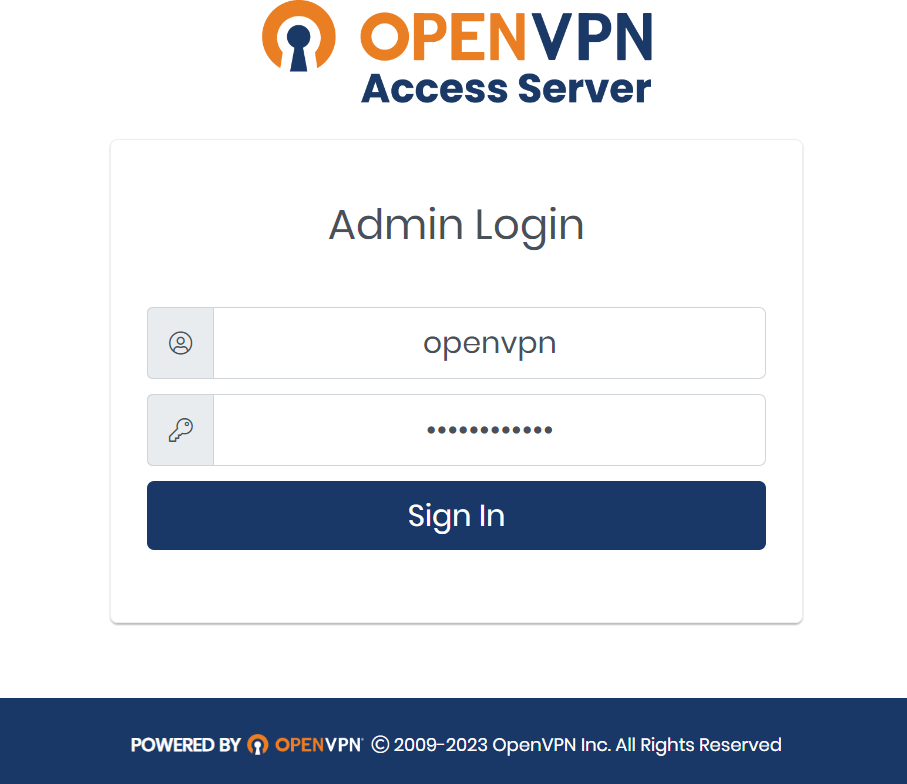 OPENVPN
Access Server
Admin Login
openvpn
••••••••••••
Sign In
POWERED BY OPENVPN © 2009-2023 OpenVPN Inc. All Rights Reserved